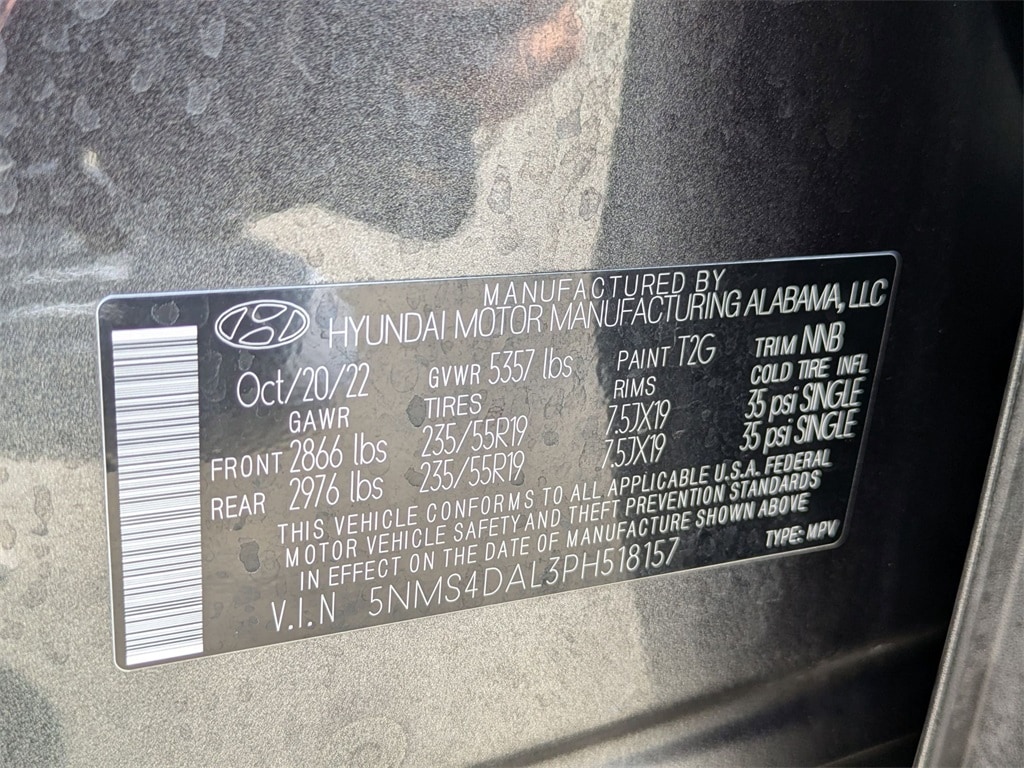 MANUFACTURED BY
HYUNDAI MOTOR MANUFACTURING ALABAMA, LLC
Oct/20/22 GVWR 5357 lbs PAINT T2G TRIM NNB
GAWR TIRES RIMS COLD TIRE INFL
FRONT 2866 lbs 235/55R19 7.5JX19 35 psi SINGLE
REAR 2976 lbs 235/55R19 7.5JX19 35 psi SINGLE
THIS VEHICLE CONFORMS TO ALL APPLICABLE U.S.A. FEDERAL
MOTOR VEHICLE SAFETY AND THEFT PREVENTION STANDARDS
IN EFFECT ON THE DATE OF MANUFACTURE SHOWN ABOVE
V.I.N 5NMS4DAL3PH518157 TYPE: MPV